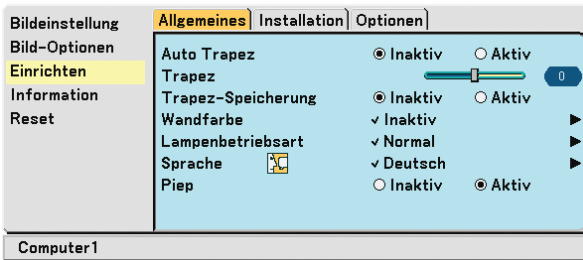 Bildeinstellung
Bild-Optionen
Einrichten
Information
Reset
Allgemeines Installation Optionen
Auto Trapez Inaktiv Aktiv
Trapez 0
Trapez-Speicherung Inaktiv Aktiv
Wandfarbe ✓ Inaktiv
Lampenbetriebsart ✓ Normal
Sprache ✓ Deutsch
Piep Inaktiv Aktiv
Computer1